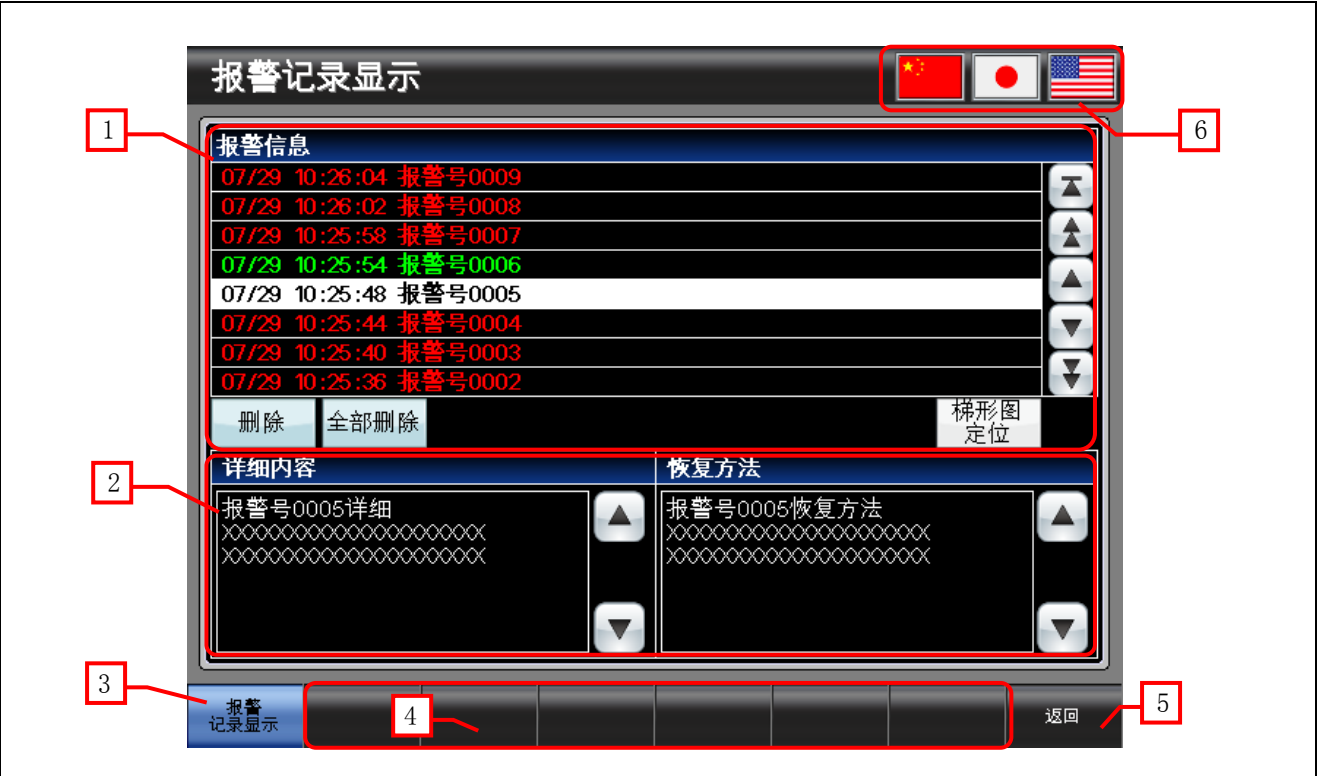 报警记录显示
1
6
报警信息
07/29 10:26:04 报警号0009
07/29 10:26:02 报警号0008
07/29 10:25:58 报警号0007
07/29 10:25:54 报警号0006
07/29 10:25:48 报警号0005
07/29 10:25:44 报警号0004
07/29 10:25:40 报警号0003
07/29 10:25:36 报警号0002
删除
全部删除
梯形图
定位
2
详细内容
恢复方法
报警号0005详细
XXXXXXXXXXXXXXXXXXX
XXXXXXXXXXXXXXXXXXX
报警号0005恢复方法
XXXXXXXXXXXXXXXXXXX
XXXXXXXXXXXXXXXXXXX
3
报警
记录显示
4
返回
5